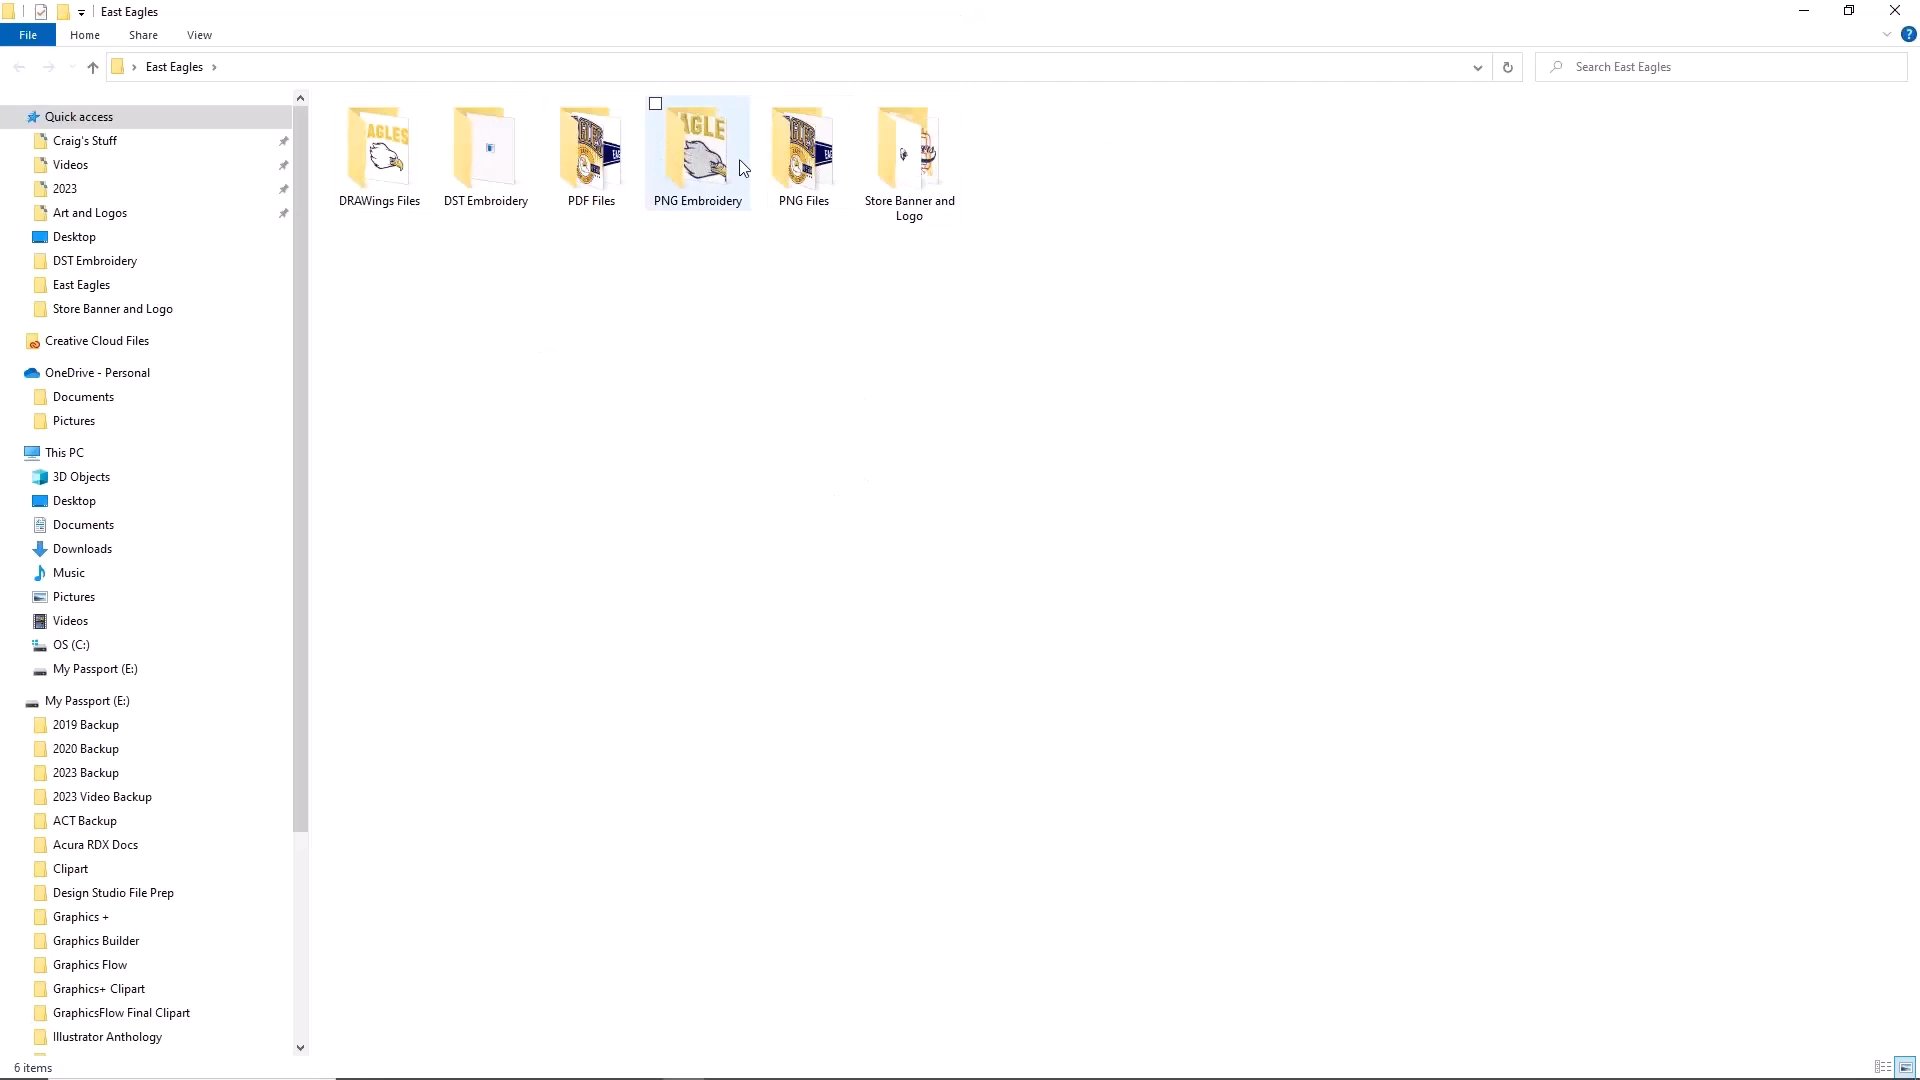 East Eagles
File
Home
Share
View
?
East Eagles
Search East Eagles
Quick access
Craig's Stuff
Videos
2023
Art and Logos
Desktop
DST Embroidery
East Eagles
Store Banner and Logo
Creative Cloud Files
OneDrive - Personal
Documents
Pictures
This PC
3D Objects
Desktop
Documents
Downloads
Music
Pictures
Videos
OS (C:)
My Passport (E:)
My Passport (E:)
2019 Backup
2020 Backup
2023 Backup
2023 Video Backup
ACT Backup
Acura RDX Docs
Clipart
Design Studio File Prep
Graphics +
Graphics Builder
Graphics Flow
Graphics+ Clipart
GraphicsFlow Final Clipart
Illustrator Anthology
AGLES
AGLE
DRAWings Files
DST Embroidery
PDF Files
PNG Embroidery
PNG Files
Store Banner and
Logo
6 items